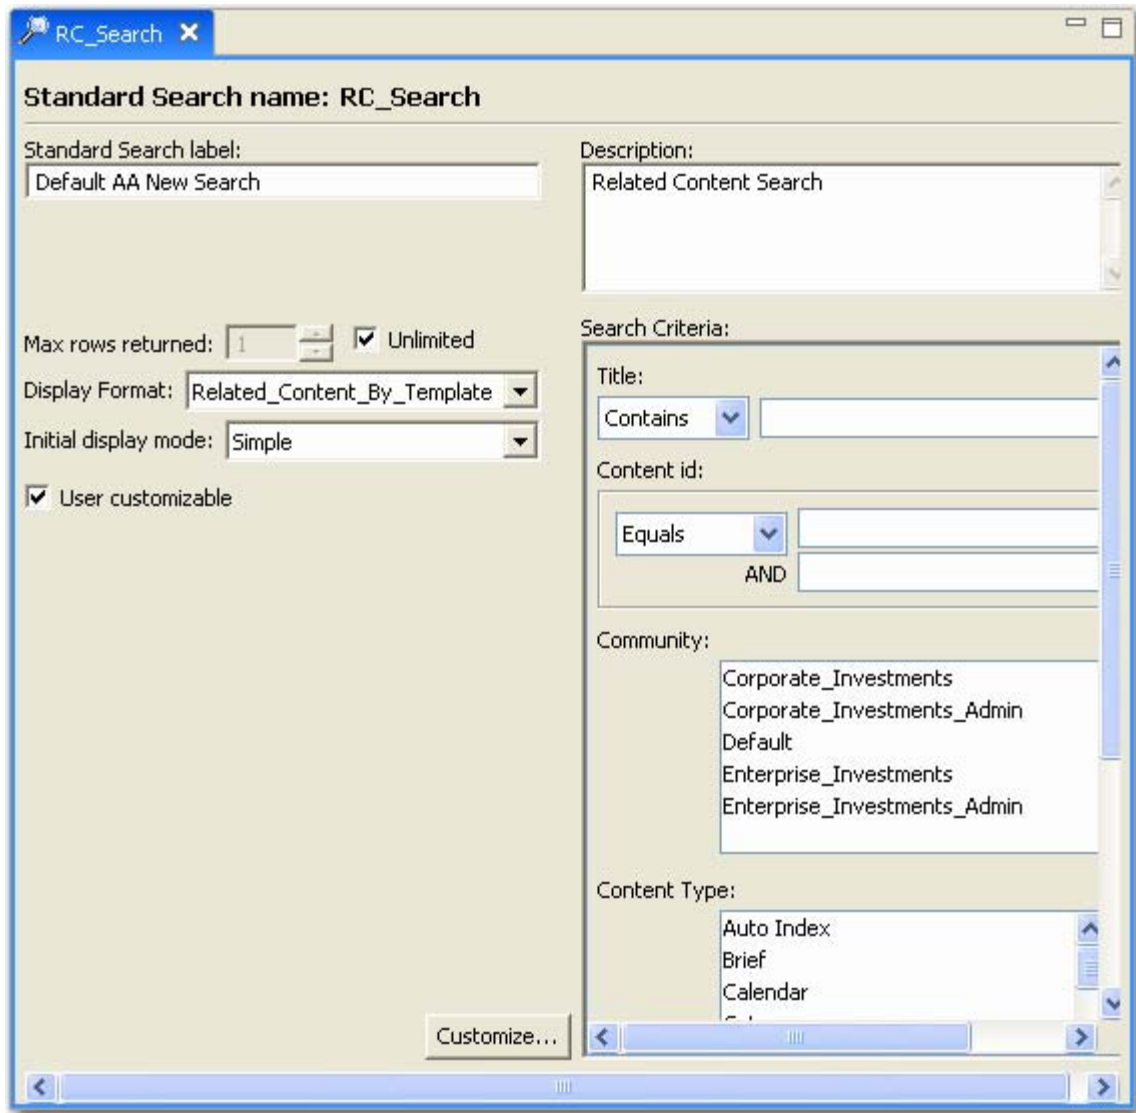 RC_Search
Standard Search name: RC_Search
Standard Search label:
Default AA New Search
Description:
Related Content Search
Max rows returned: 1 Unlimited
Display Format: Related_Content_By_Template
Initial display mode: Simple
User customizable
Customize...
Search Criteria:
Title:
Contains
Content id:
Equals
AND
Community:
Corporate_Investments
Corporate_Investments_Admin
Default
Enterprise_Investments
Enterprise_Investments_Admin
Content Type:
Auto Index
Brief
Calendar